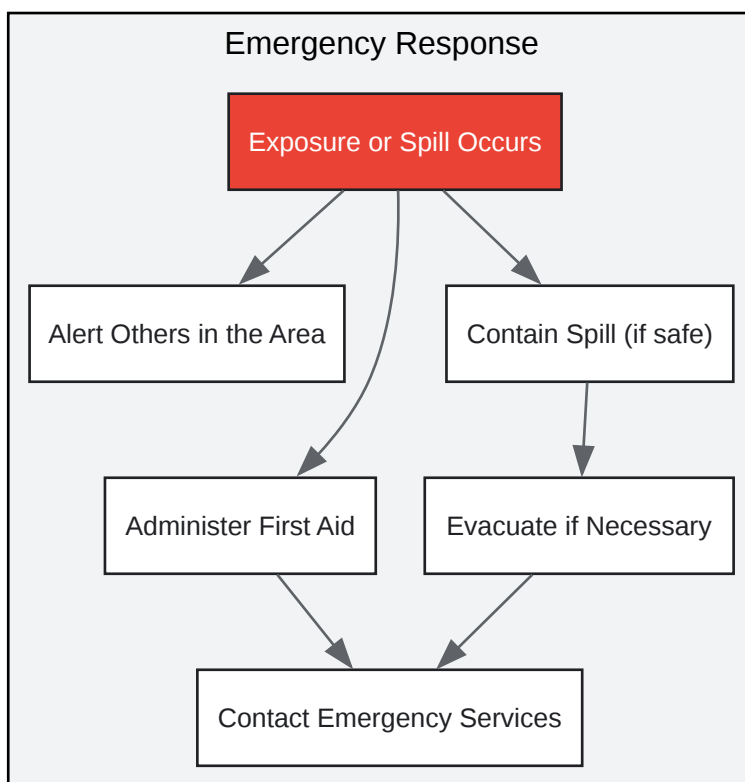 Emergency Response
Exposure or Spill Occurs
Alert Others in the Area
Contain Spill (if safe)
Administer First Aid
Evacuate if Necessary
Contact Emergency Services